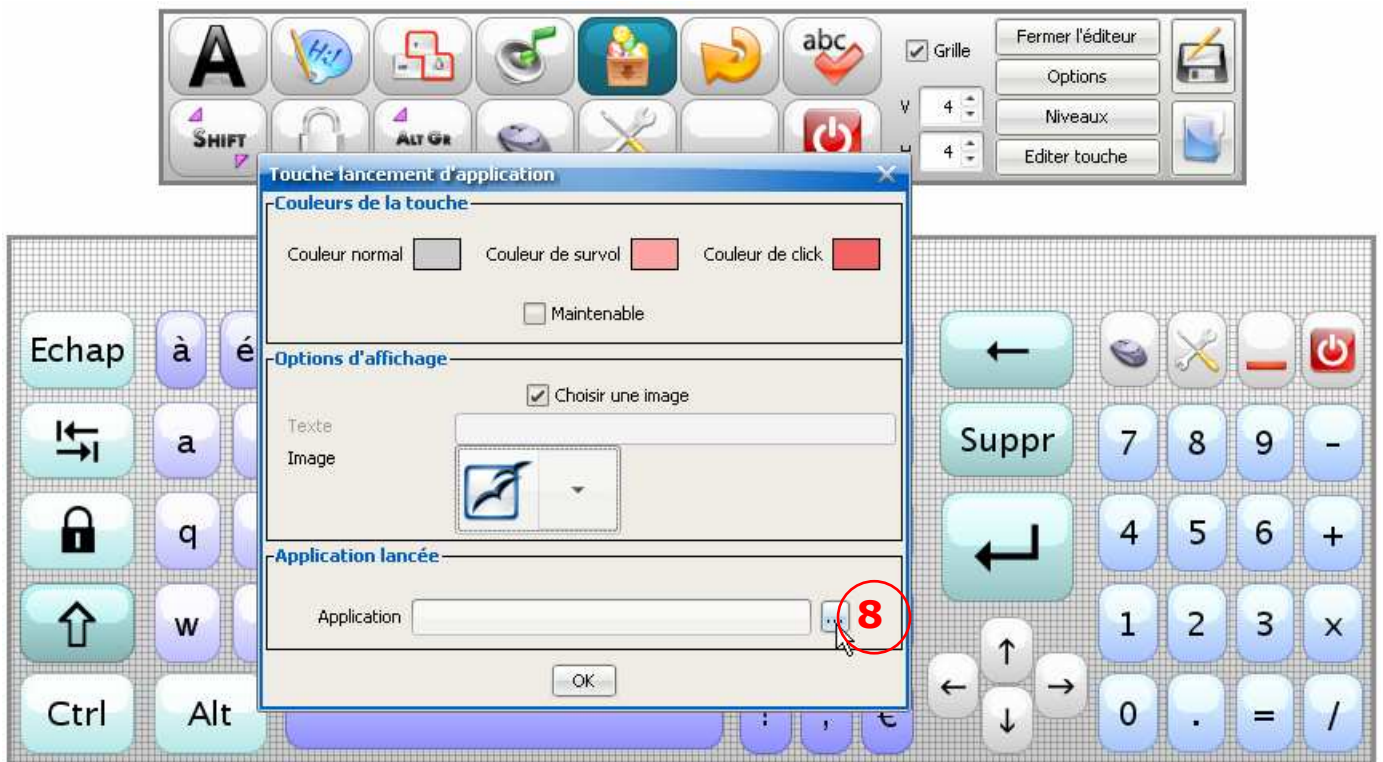 A Hi! abc Grille Fermer l'éditeur
Options
V 4 Niveaux
SHIFT ALT GR 4 Editer touche
Touche lancement d'application
Couleurs de la touche
Couleur normal Couleur de survol Couleur de click
Maintenable
Options d'affichage
Choisir une image
Texte
Image
Application lancée
Application ... 8
OK
Echap à é
a Suppr 7 8 9 -
q 4 5 6 +
w 1 2 3 x
Ctrl Alt € 0 . = /